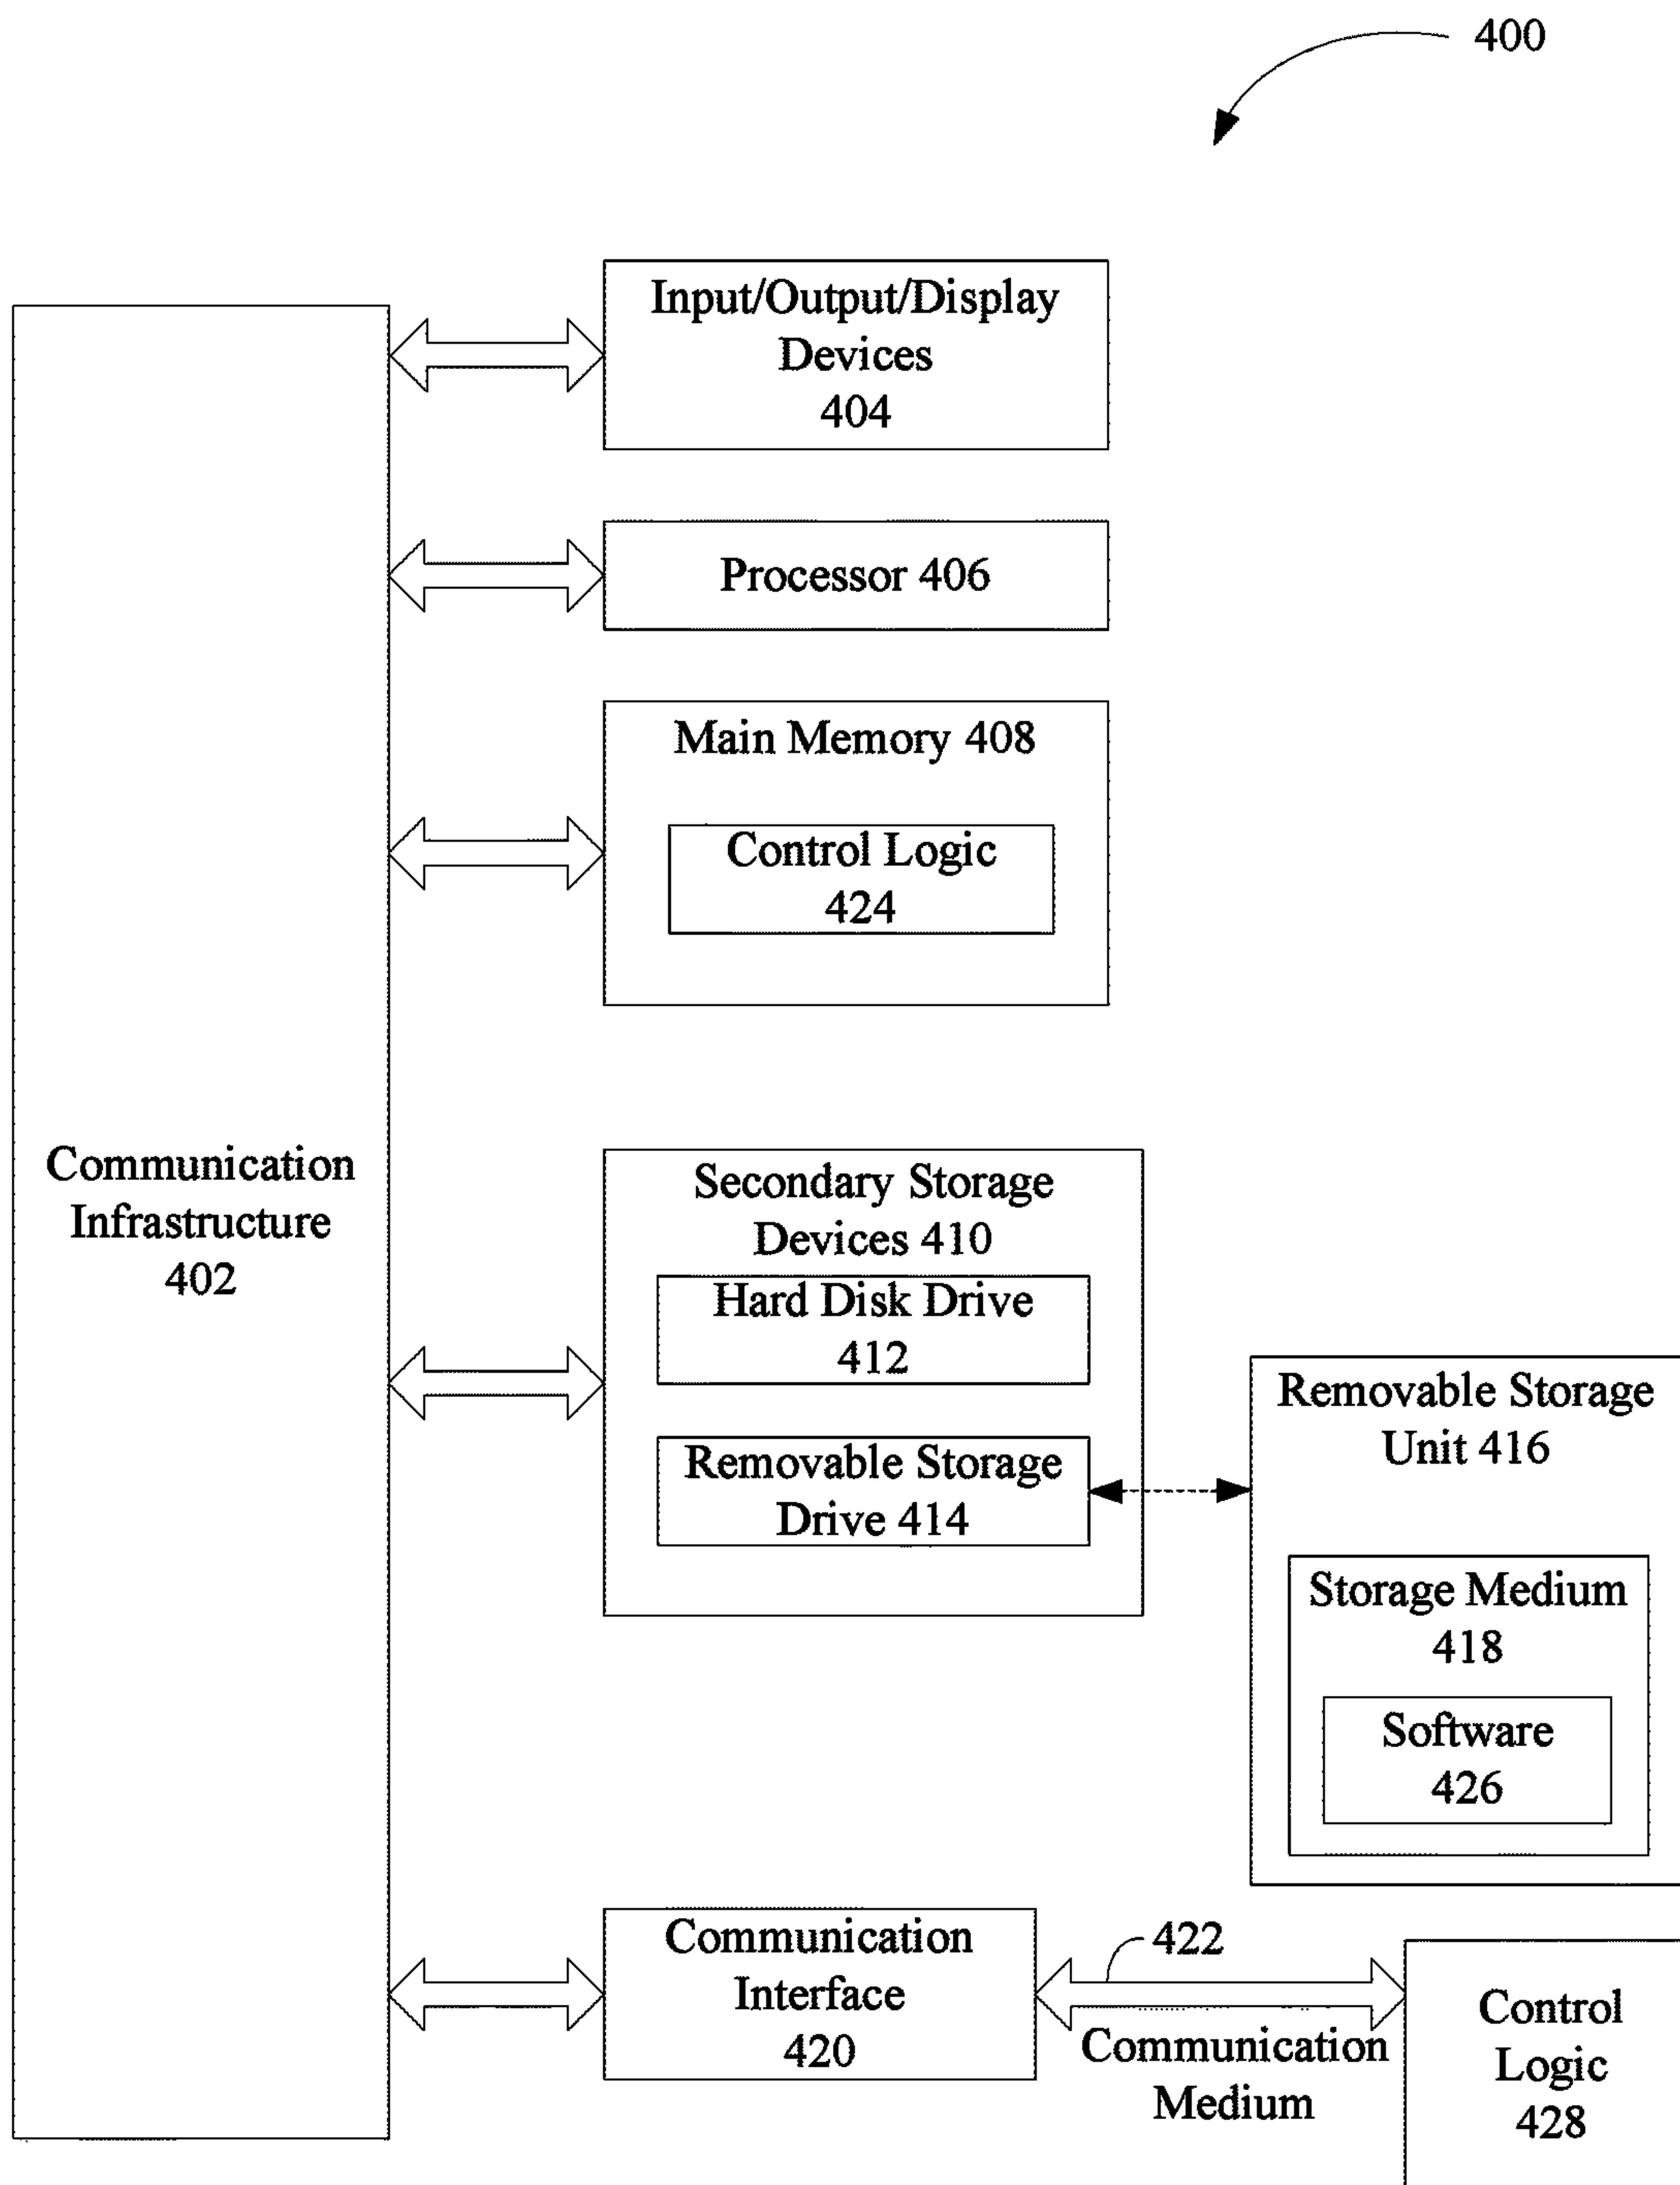 400
Input/Output/Display
Devices
404
Processor 406
Main Memory 408
Control Logic
424
Communication
Infrastructure
402
Secondary Storage
Devices 410
Hard Disk Drive
412
Removable Storage
Drive 414
Removable Storage
Unit 416
Storage Medium
418
Software
426
Communication
Interface
420
422
Communication
Medium
Control
Logic
428